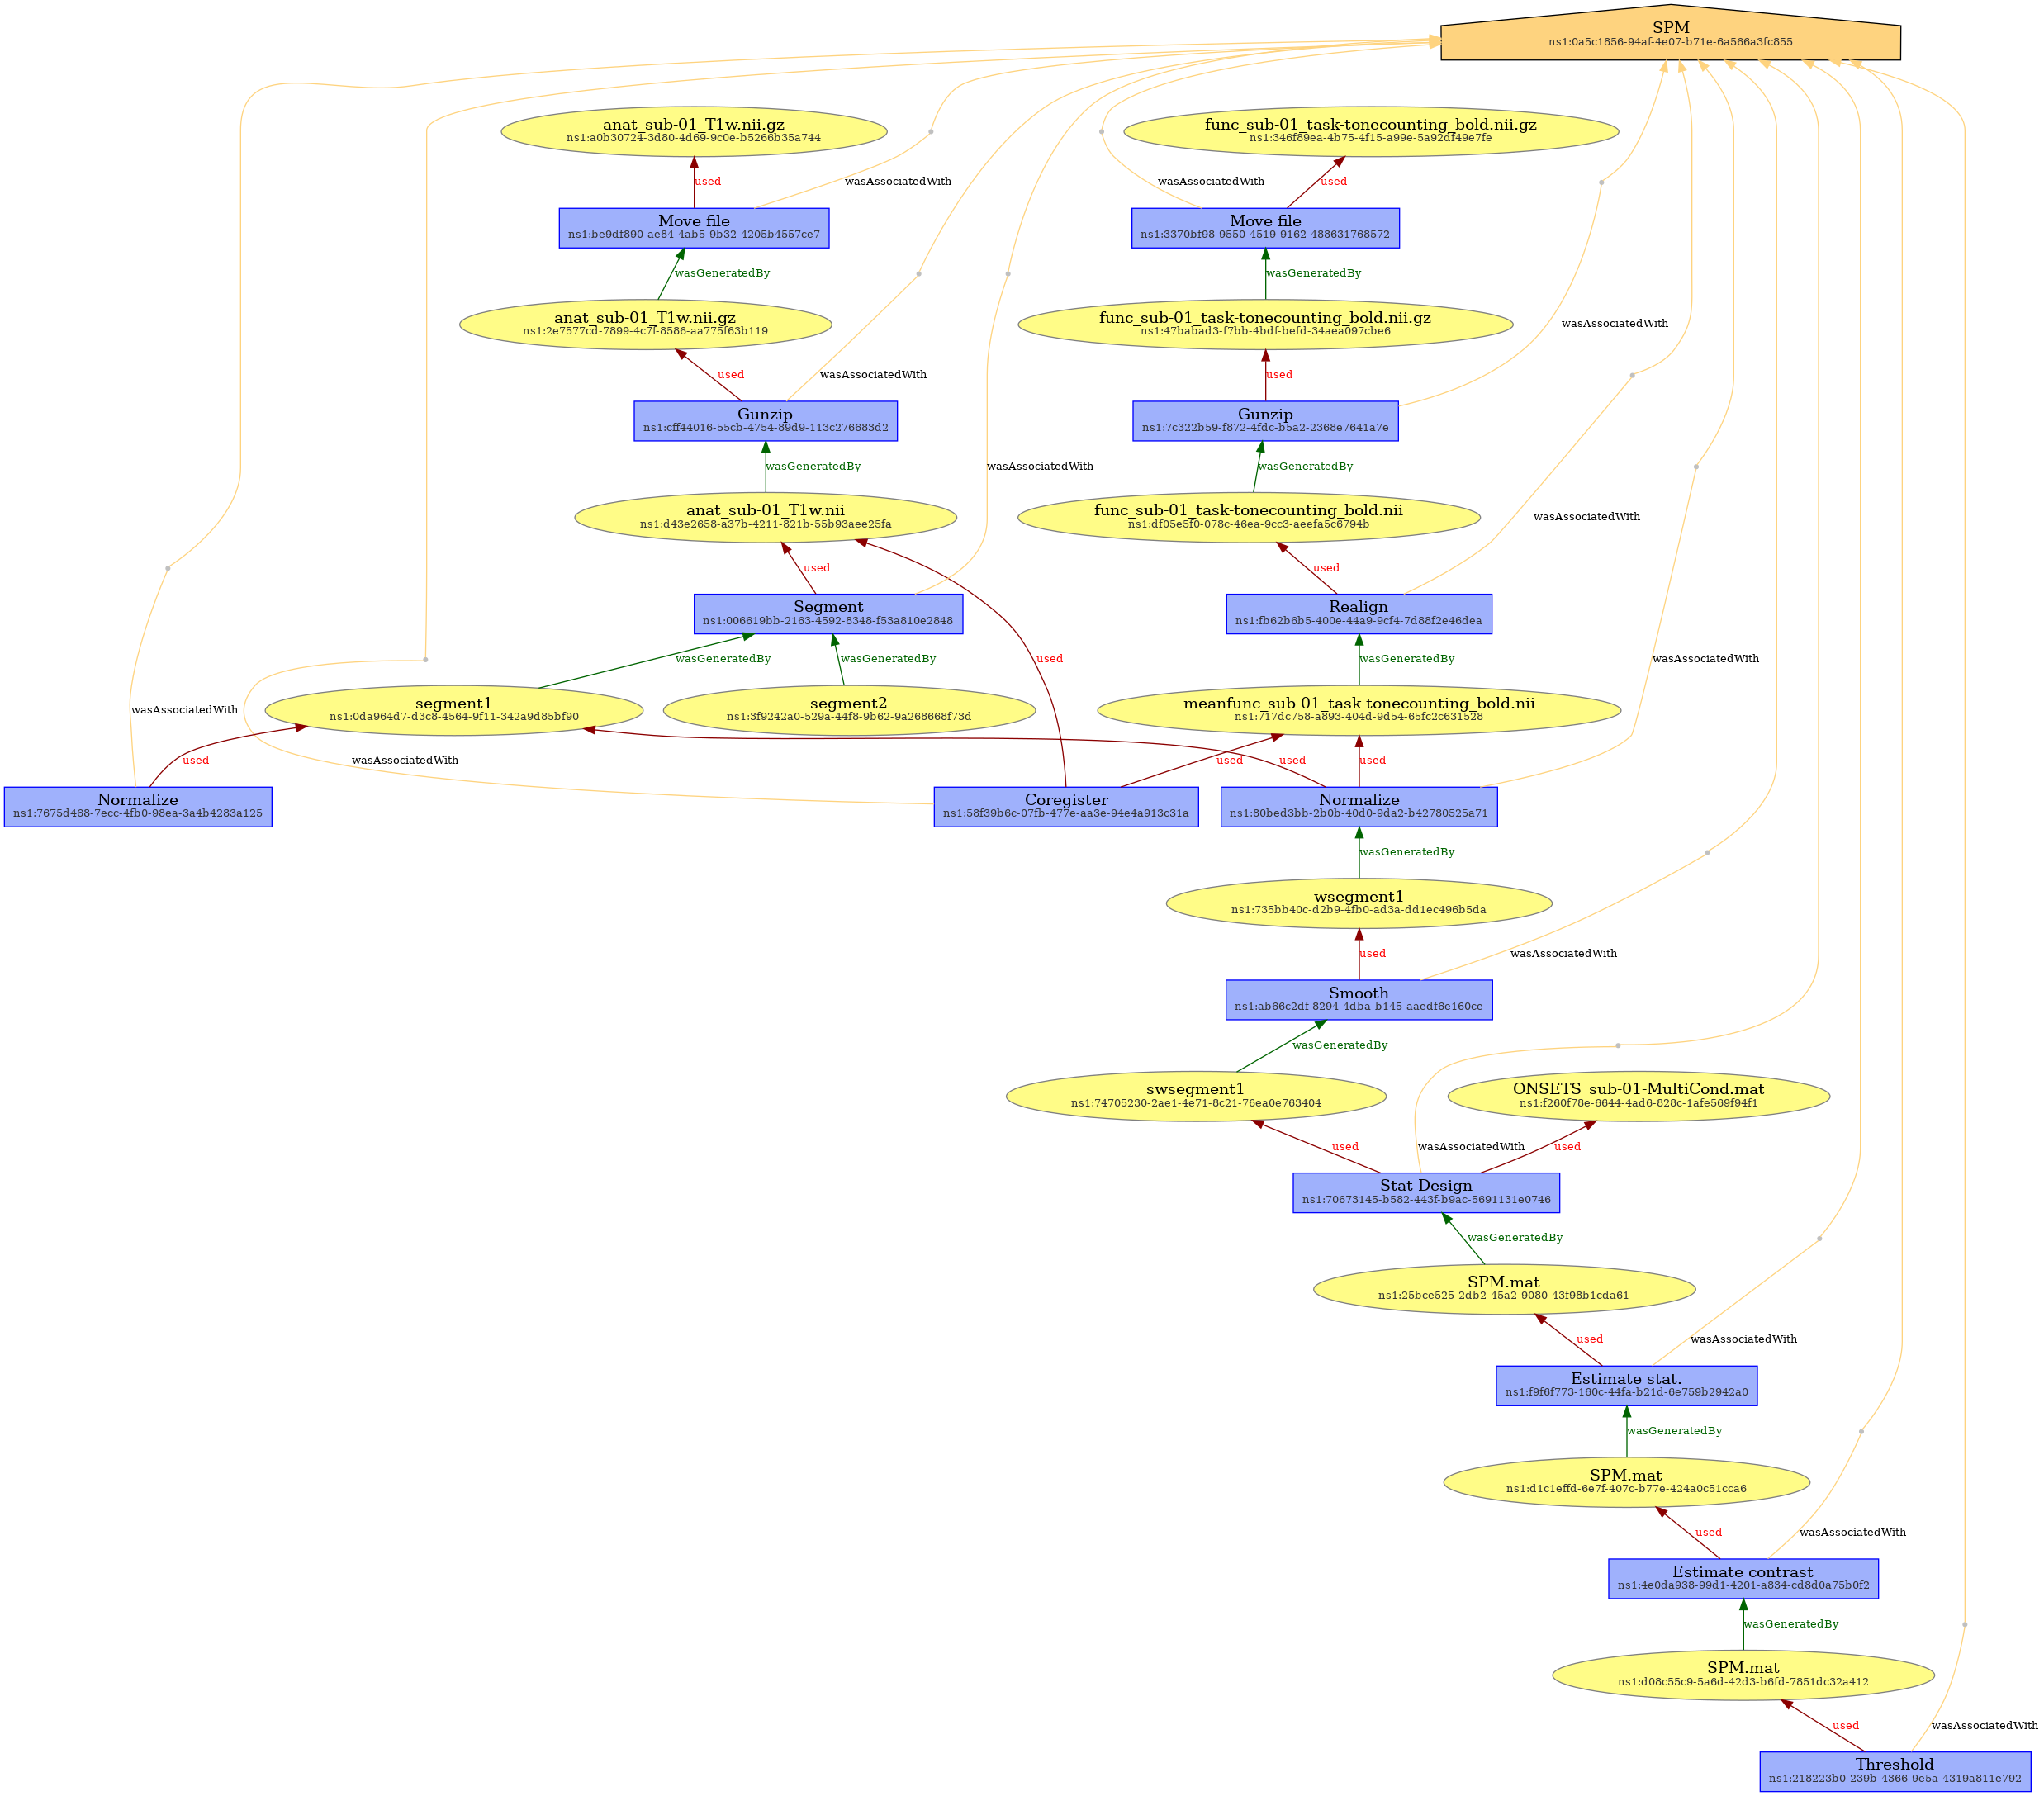 SPM
ns1:0a5c1856-94af-4e07-b71e-6a566a3fc855
anat_sub-01_T1w.nii.gz
ns1:a0b30724-3d80-4d69-9c0e-b5266b35a744
func_sub-01_task-tonecounting_bold.nii.gz
ns1:346f89ea-4b75-4f15-a99e-5a92df49e7fe
used
wasAssociatedWith
wasAssociatedWith
used
Move file
ns1:be9df890-ae84-4ab5-9b32-4205b4557ce7
Move file
ns1:3370bf98-9550-4519-9162-488631768572
wasGeneratedBy
wasGeneratedBy
anat_sub-01_T1w.nii.gz
ns1:2e7577cd-7899-4c7f-8586-aa775f63b119
func_sub-01_task-tonecounting_bold.nii.gz
ns1:47babad3-f7bb-4bdf-befd-34aea097cbe6
wasAssociatedWith
used
wasAssociatedWith
used
Gunzip
ns1:cff44016-55cb-4754-89d9-113c276683d2
Gunzip
ns1:7c322b59-f872-4fdc-b5a2-2368e7641a7e
wasGeneratedBy
wasAssociatedWith
wasGeneratedBy
anat_sub-01_T1w.nii
ns1:d43e2658-a37b-4211-821b-55b93aee25fa
func_sub-01_task-tonecounting_bold.nii
ns1:df05e5f0-078c-46ea-9cc3-aeefa5c6794b
wasAssociatedWith
used
used
Segment
ns1:006619bb-2163-4592-8348-f53a810e2848
Realign
ns1:fb62b6b5-400e-44a9-9cf4-7d88f2e46dea
wasGeneratedBy
wasGeneratedBy
used
wasGeneratedBy
wasAssociatedWith
segment1
ns1:0da964d7-d3c8-4564-9f11-342a9d85bf90
segment2
ns1:3f9242a0-529a-44f8-9b62-9a268668f73d
meanfunc_sub-01_task-tonecounting_bold.nii
ns1:717dc758-a893-404d-9d54-65fc2c631528
wasAssociatedWith
used
wasAssociatedWith
used
used
used
Normalize
ns1:7675d468-7ecc-4fb0-98ea-3a4b4283a125
Coregister
ns1:58f39b6c-07fb-477e-aa3e-94e4a913c31a
Normalize
ns1:80bed3bb-2b0b-40d0-9da2-b42780525a71
wasGeneratedBy
wsegment1
ns1:735bb40c-d2b9-4fb0-ad3a-dd1ec496b5da
used
wasAssociatedWith
Smooth
ns1:ab66c2df-8294-4dba-b145-aaedf6e160ce
wasGeneratedBy
swsegment1
ns1:74705230-2ae1-4e71-8c21-76ea0e763404
ONSETS_sub-01-MultiCond.mat
ns1:f260f78e-6644-4ad6-828c-1afe569f94f1
used
wasAssociatedWith
used
Stat Design
ns1:70673145-b582-443f-b9ac-5691131e0746
wasGeneratedBy
SPM.mat
ns1:25bce525-2db2-45a2-9080-43f98b1cda61
used
wasAssociatedWith
Estimate stat.
ns1:f9f6f773-160c-44fa-b21d-6e759b2942a0
wasGeneratedBy
SPM.mat
ns1:d1c1effd-6e7f-407c-b77e-424a0c51cca6
used
wasAssociatedWith
Estimate contrast
ns1:4e0da938-99d1-4201-a834-cd8d0a75b0f2
wasGeneratedBy
SPM.mat
ns1:d08c55c9-5a6d-42d3-b6fd-7851dc32a412
used
wasAssociatedWith
Threshold
ns1:218223b0-239b-4366-9e5a-4319a811e792